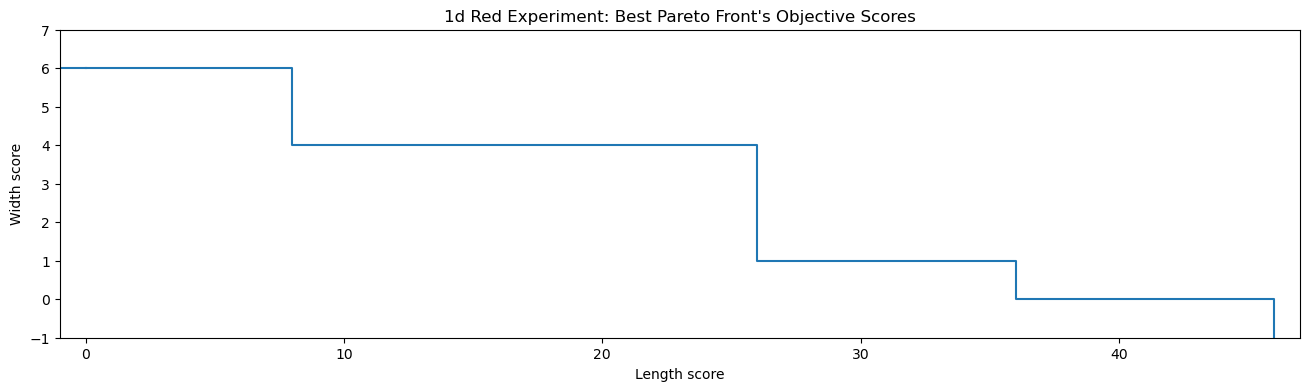 1d Red Experiment: Best Pareto Front's Objective Scores
7
6
5
4
3
2
1
0
−1
Width score
0 10 20 30 40
Length score